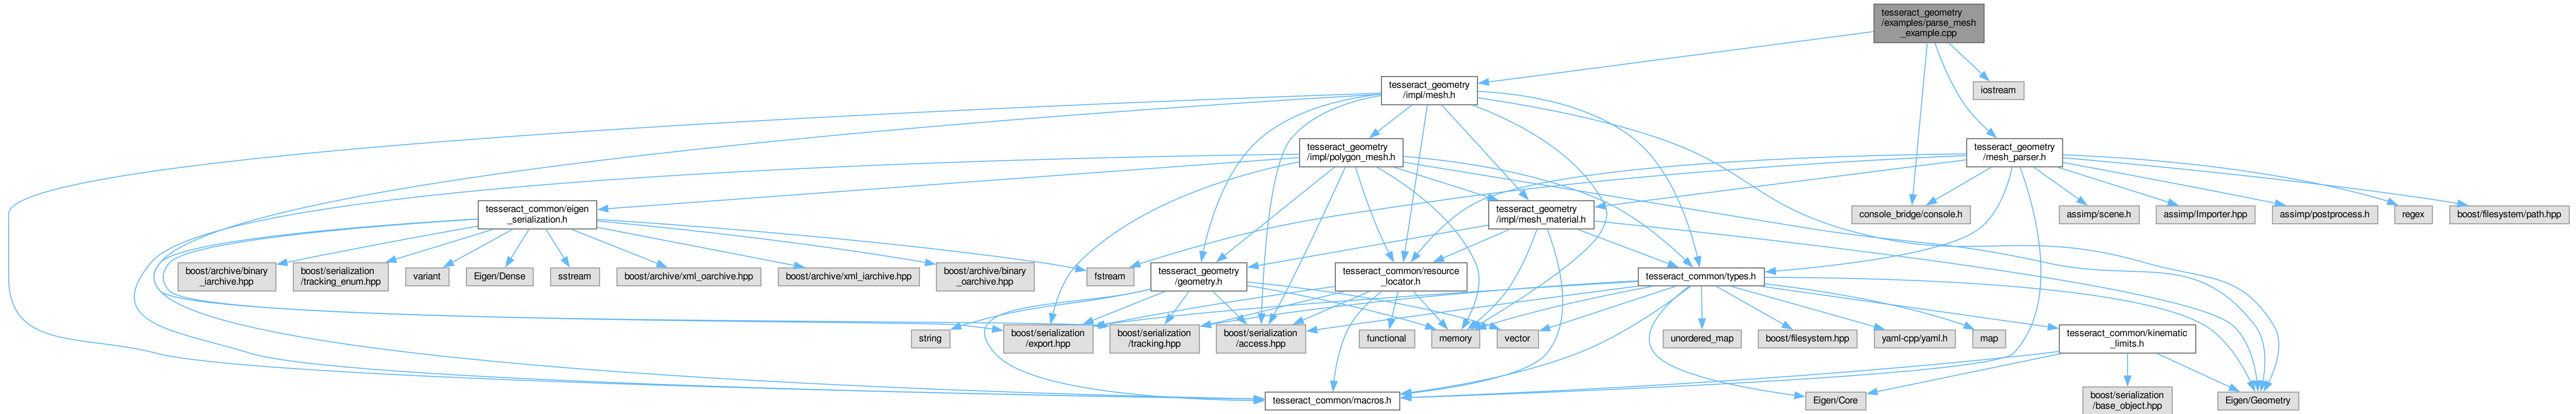 tesseract_geometry
/examples/parse_mesh
_example.cpp
tesseract_geometry
/impl/mesh.h
iostream
tesseract_geometry
/impl/polygon_mesh.h
tesseract_geometry
/mesh_parser.h
tesseract_common/eigen
_serialization.h
tesseract_geometry
/impl/mesh_material.h
console_bridge/console.h
assimp/scene.h
assimp/Importer.hpp
assimp/postprocess.h
regex
boost/filesystem/path.hpp
boost/archive/binary
_iarchive.hpp
boost/serialization
/tracking_enum.hpp
variant
Eigen/Dense
sstream
boost/archive/xml_oarchive.hpp
boost/archive/xml_iarchive.hpp
boost/archive/binary
_oarchive.hpp
fstream
tesseract_geometry
/geometry.h
tesseract_common/resource
_locator.h
tesseract_common/types.h
string
boost/serialization
/export.hpp
boost/serialization
/tracking.hpp
boost/serialization
/access.hpp
functional
memory
vector
unordered_map
boost/filesystem.hpp
yaml-cpp/yaml.h
map
tesseract_common/kinematic
_limits.h
tesseract_common/macros.h
Eigen/Core
boost/serialization
/base_object.hpp
Eigen/Geometry